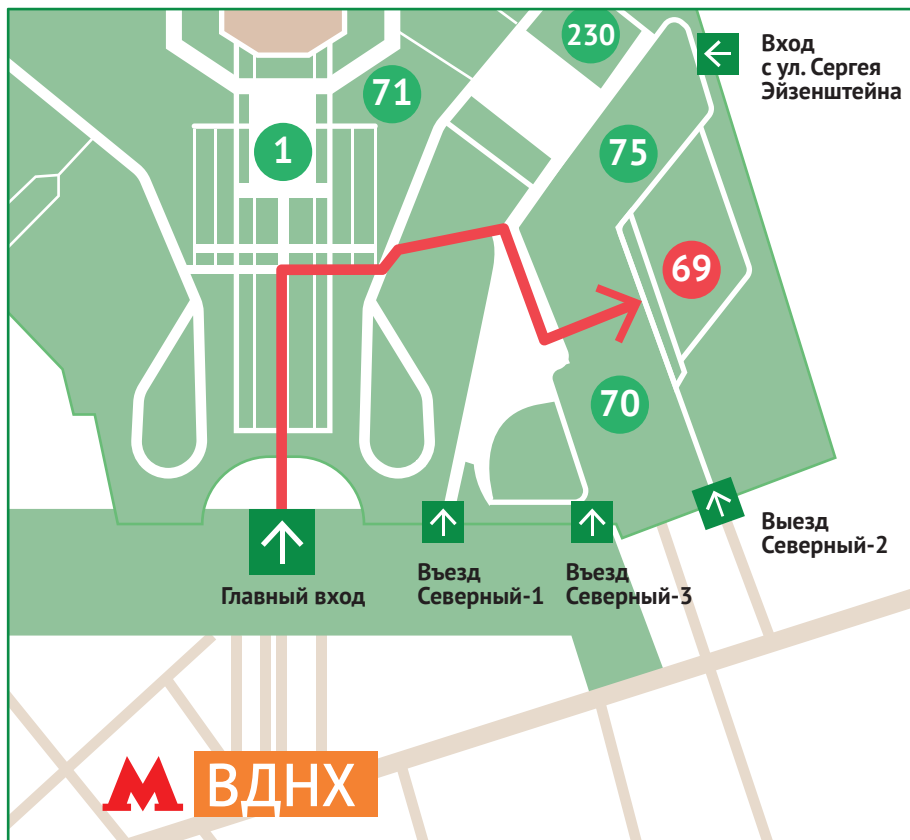 230
Вход
с ул. Сергея
Эйзенштейна
71
1
75
69
70
Главный вход
Въезд
Северный-1
Въезд
Северный-3
Выезд
Северный-2
М ВДНХ